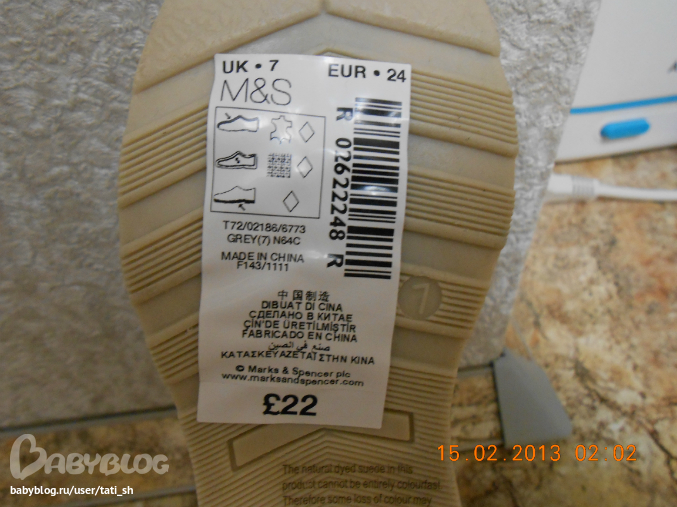 UK • 7 EUR • 24
M&S
R 02622248 R
T72/02186/6773
GREY(7) N64C
MADE IN CHINA
F143/1111
中国制造
DIBUAT DI CINA
СДЕЛАНО В КИТАЕ
ÇİN'DE ÜRETİLMİŞTİR
FABRICADO EN CHINA
صنع في الصين
ΚΑΤΑΣΚΕΥΑΖΕΤΑΙ ΣΤΗΝ ΚΙΝΑ
© Marks & Spencer plc
www.marksandspencer.com
£22
7
The natural dyed suede in this
product cannot be entirely colourfast.
Therefore some loss of colour may
15.02.2013 02:02
BABYBLOG
babyblog.ru/user/tati_sh